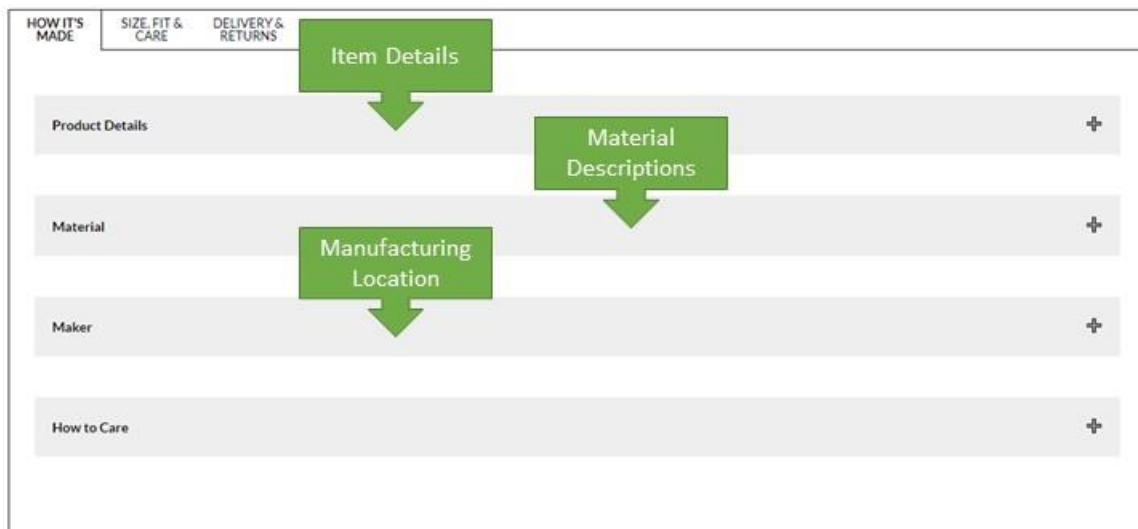 HOW IT'S
MADE
SIZE, FIT &
CARE
DELIVERY &
RETURNS
Item Details
Product Details
Material
Descriptions
Material
Manufacturing
Location
Maker
How to Care